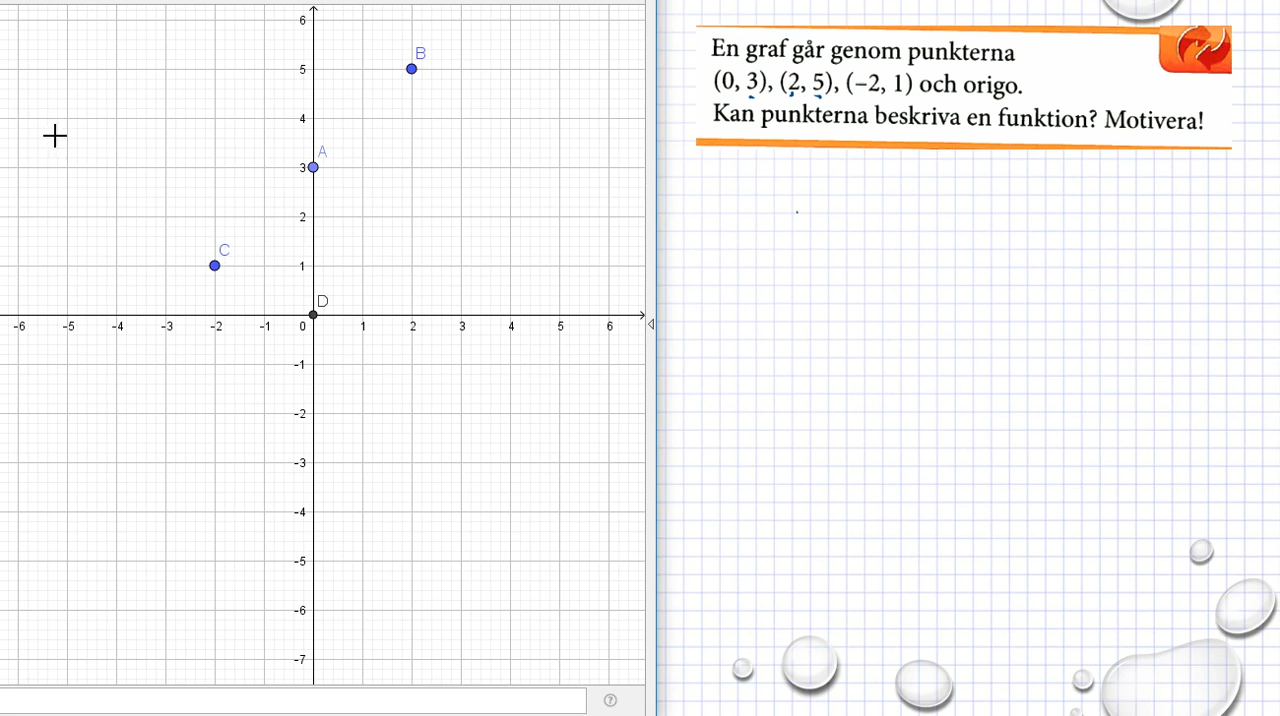 6
B
5
4
A
3
2
C
1
D
-6 -5 -4 -3 -2 -1 0 1 2 3 4 5 6
-1
-2
-3
-4
-5
-6
-7
?
En graf går genom punkterna
(0, 3), (2, 5), (−2, 1) och origo.
Kan punkterna beskriva en funktion? Motivera!